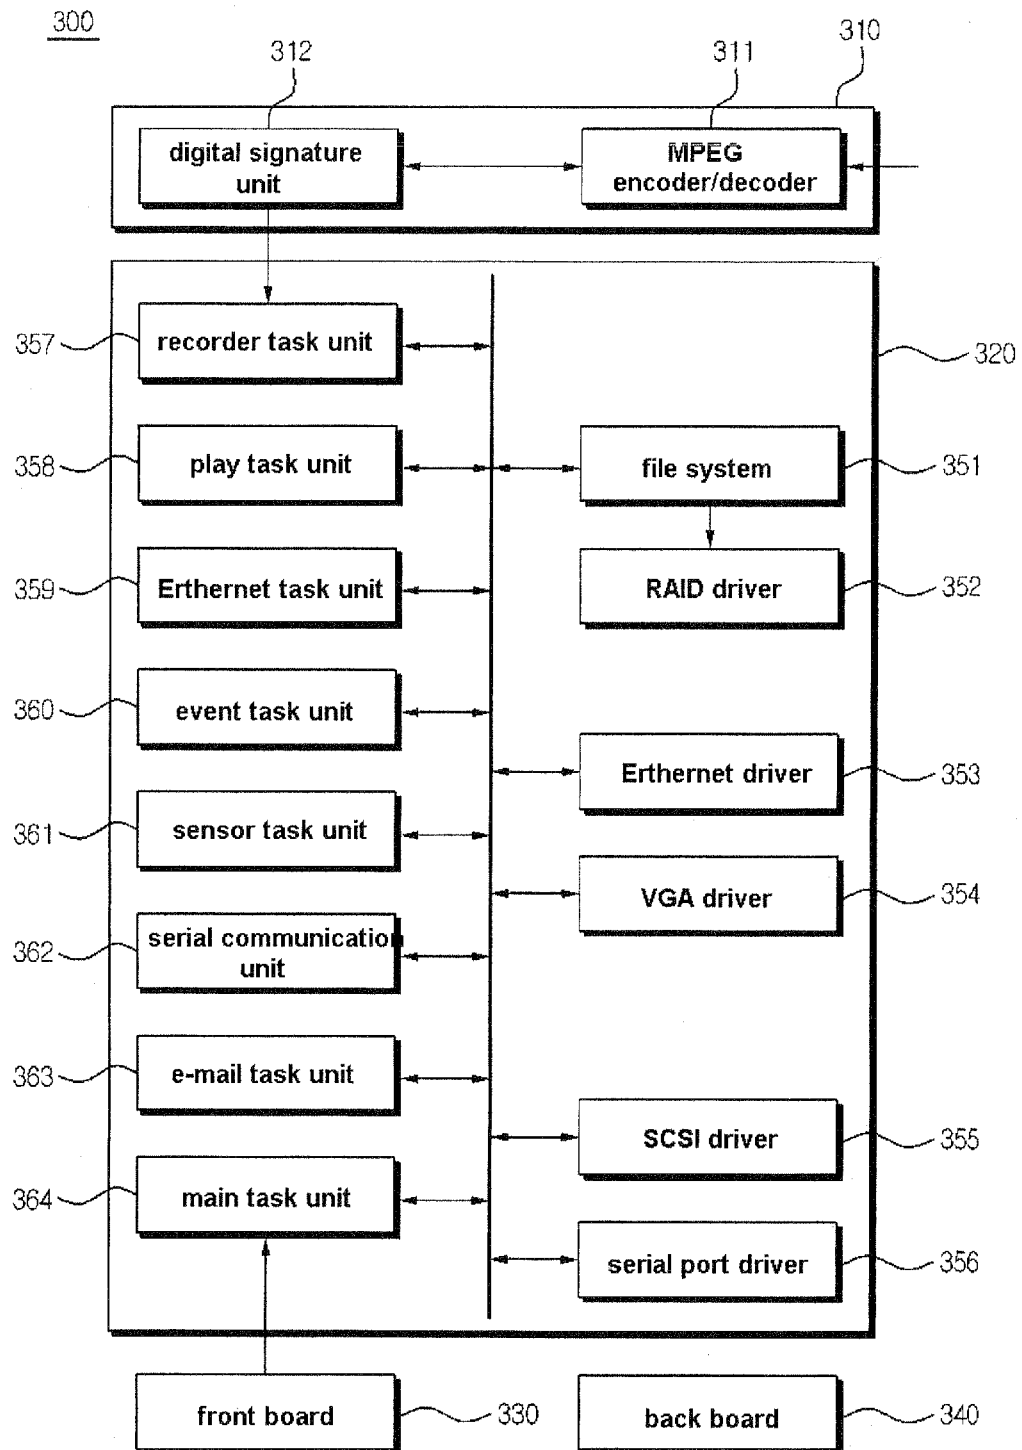 300
312
311
310
digital signature
unit
MPEG
encoder/decoder
357
recorder task unit
320
358
play task unit
file system
351
359
Erthernet task unit
RAID driver
352
360
event task unit
Erthernet driver
353
361
sensor task unit
VGA driver
354
362
serial communication
unit
363
e-mail task unit
SCSI driver
355
364
main task unit
serial port driver
356
front board
330
back board
340